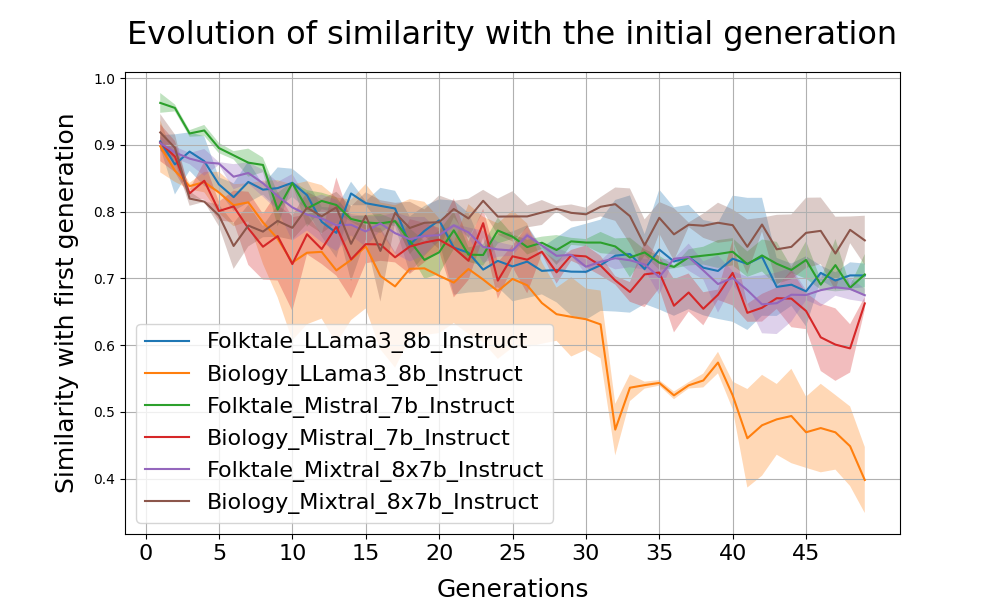 Evolution of similarity with the initial generation
Similarity with first generation
1.0
0.9
0.8
0.7
0.6
0.5
0.4
Folktale_LLama3_8b_Instruct
Biology_LLama3_8b_Instruct
Folktale_Mistral_7b_Instruct
Biology_Mistral_7b_Instruct
Folktale_Mixtral_8x7b_Instruct
Biology_Mixtral_8x7b_Instruct
0 5 10 15 20 25 30 35 40 45
Generations